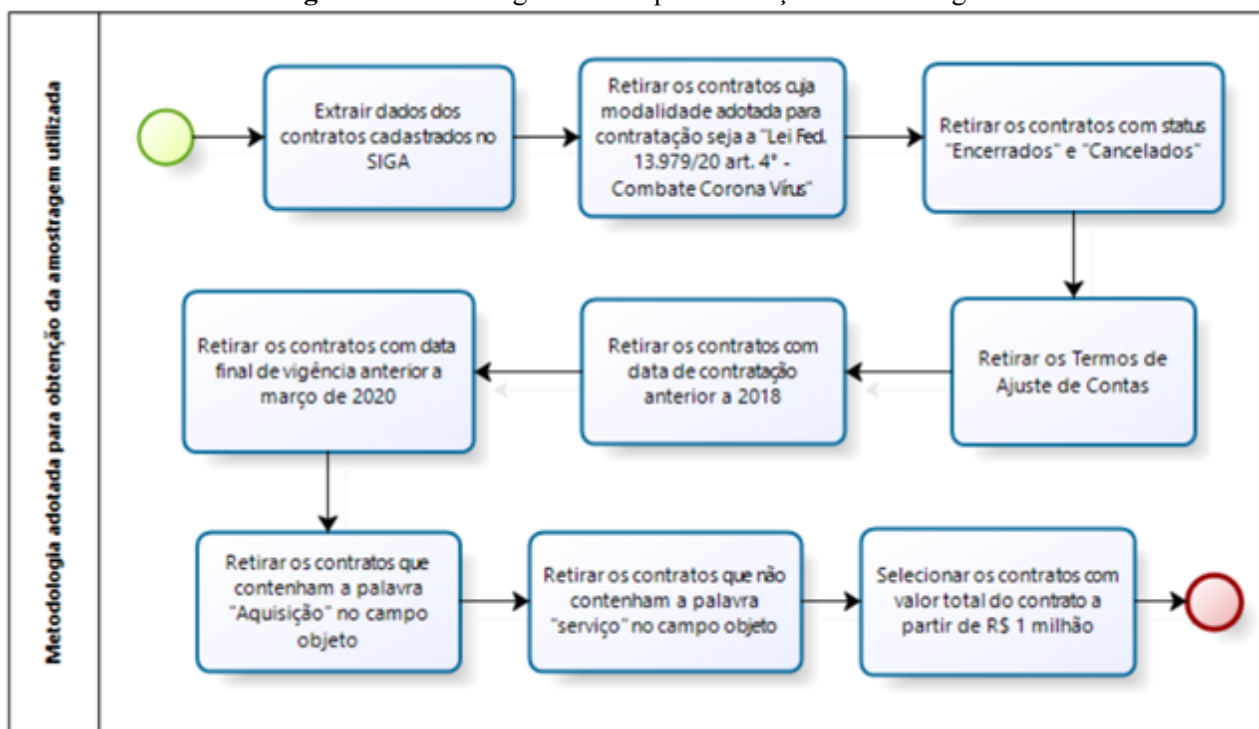 Metodologia adotada para obtenção da amostragem utilizada
Extrair dados dos
contratos cadastrados no
SIGA
Retirar os contratos cuja
modalidade adotada para
contratação seja a "Lei Fed.
13.979/20 art. 4° -
Combate Corona Vírus"
Retirar os contratos com status
"Encerrados" e "Cancelados"
Retirar os Termos de
Ajuste de Contas
Retirar os contratos com
data de contratação
anterior a 2018
Retirar os contratos com data
final de vigência anterior a
março de 2020
Retirar os contratos que
contenham a palavra
"Aquisição" no campo
objeto
Retirar os contratos que não
contenham a palavra
"serviço" no campo objeto
Selecionar os contratos com
valor total do contrato a
partir de R$ 1 milhão